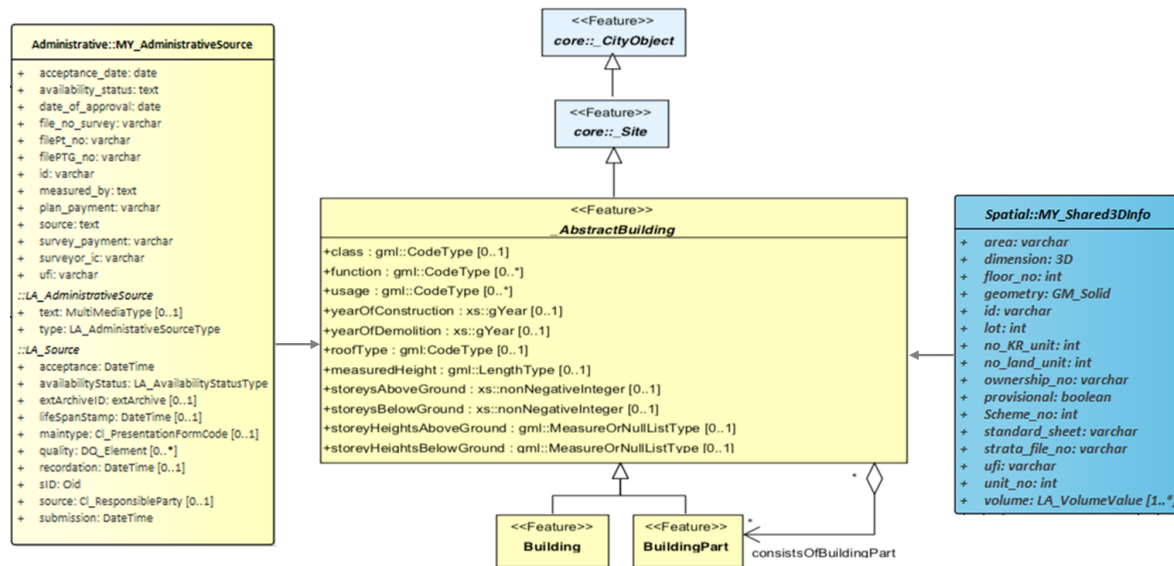 Administrative::MY_AdministrativeSource
+ acceptance_date: date
+ availability_status: text
+ date_of_approval: date
+ file_no_survey: varchar
+ filePt_no: varchar
+ filePTG_no: varchar
+ id: varchar
+ measured_by: text
+ plan_payment: varchar
+ source: text
+ survey_payment: varchar
+ surveyor_ic: varchar
+ ufi: varchar
::LA_AdministrativeSource
+ text: MultiMediaType [0..1]
+ type: LA_AdministativeSourceType
::LA_Source
+ acceptance: DateTime
+ availabilityStatus: LA_AvailabilityStatusType
+ extArchiveID: extArchive [0..1]
+ lifeSpanStamp: DateTime [0..1]
+ maintype: Cl_PresentationFormCode [0..1]
+ quality: DQ_Element [0..*]
+ recordation: DateTime [0..1]
+ sID: Oid
+ source: Cl_ResponsibleParty [0..1]
+ submission: DateTime
<<Feature>>
core::_CityObject
<<Feature>>
core::_Site
<<Feature>>
_AbstractBuilding
+class : gml::CodeType [0..1]
+function : gml::CodeType [0..*]
+usage : gml::CodeType [0..*]
+yearOfConstruction : xs::gYear [0..1]
+yearOfDemolition : xs::gYear [0..1]
+roofType : gml:CodeType [0..1]
+measuredHeight : gml::LengthType [0..1]
+storeysAboveGround : xs::nonNegativeInteger [0..1]
+storeysBelowGround : xs::nonNegativeInteger [0..1]
+storeyHeightsAboveGround : gml::MeasureOrNullListType [0..1]
+storeyHeightsBelowGround : gml::MeasureOrNullListType [0..1]
*
<<Feature>>
Building
<<Feature>>
BuildingPart
*
consistsOfBuildingPart
Spatial::MY_Shared3DInfo
+ area: varchar
+ dimension: 3D
+ floor_no: int
+ geometry: GM_Solid
+ id: varchar
+ lot: int
+ no_KR_unit: int
+ no_land_unit: int
+ ownership_no: varchar
+ provisional: boolean
+ Scheme_no: int
+ standard_sheet: varchar
+ strata_file_no: varchar
+ ufi: varchar
+ unit_no: int
+ volume: LA_VolumeValue [1..*]